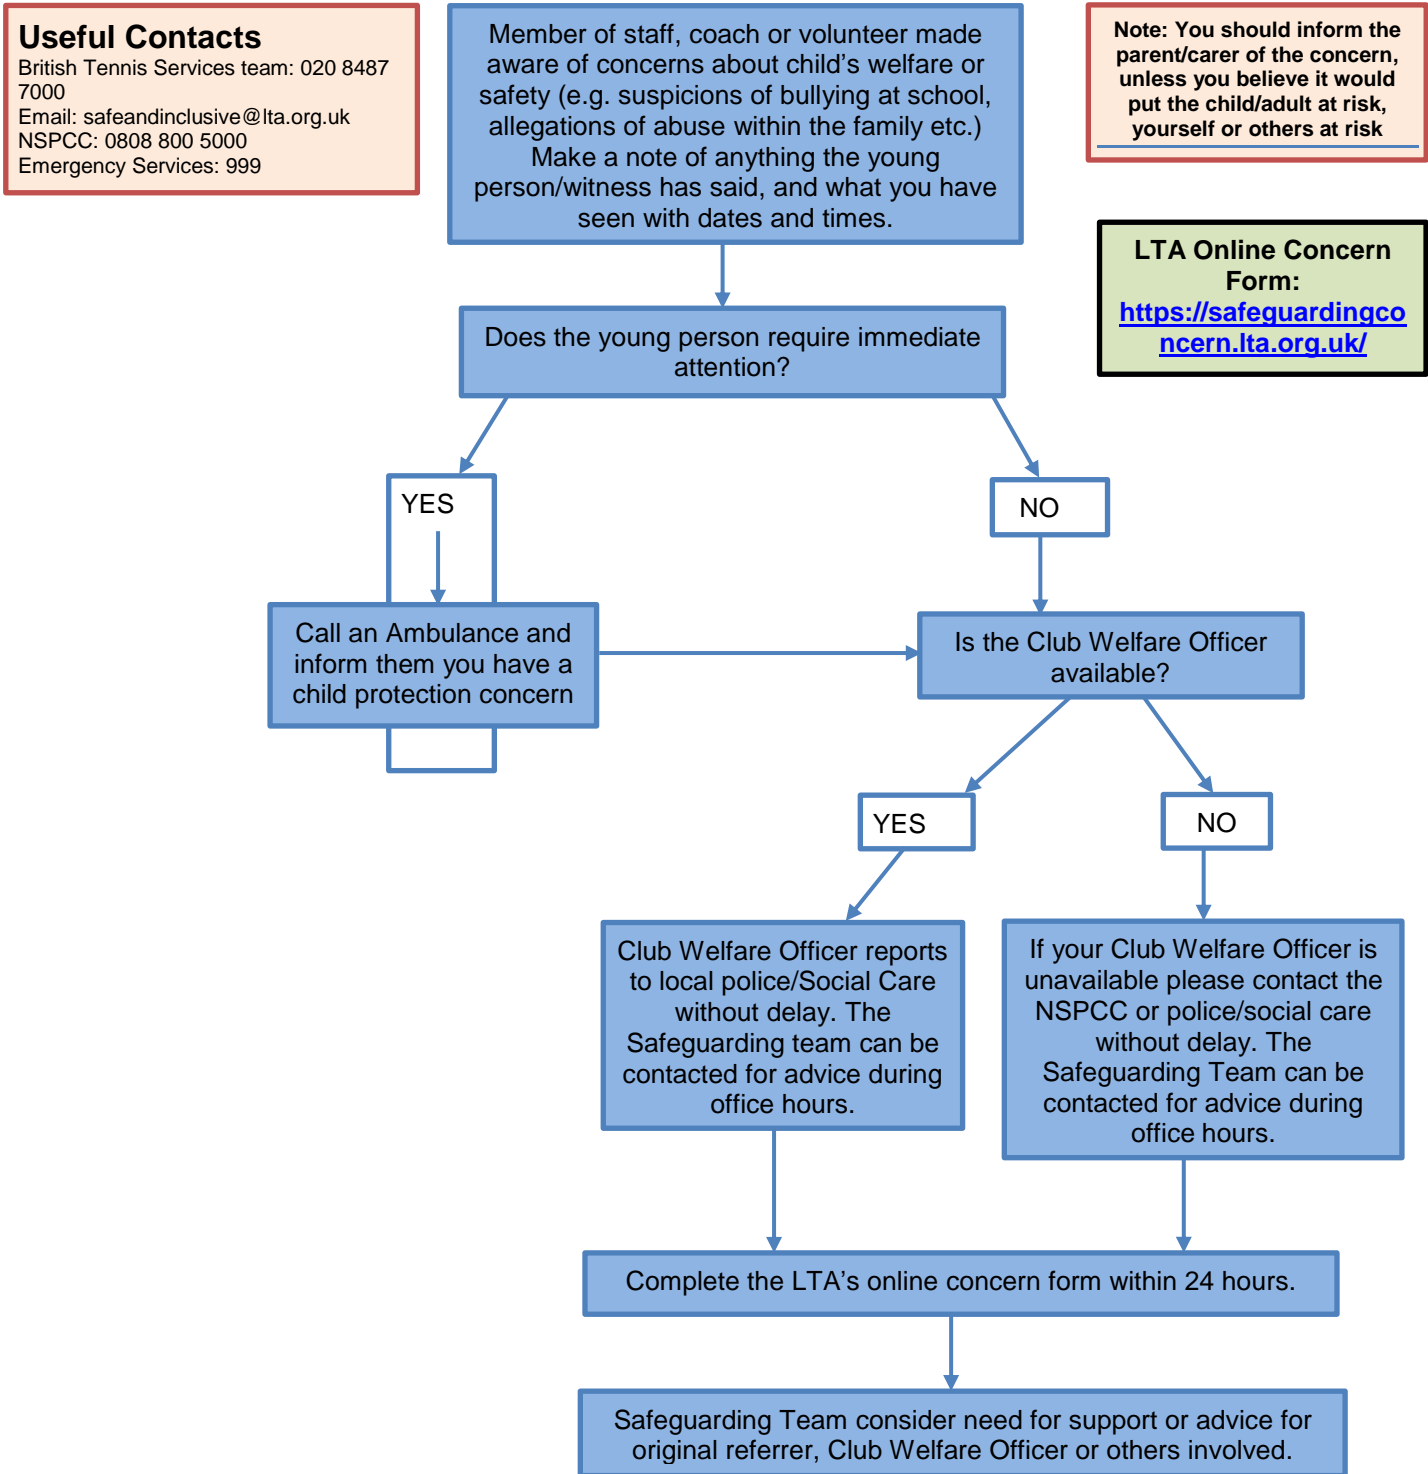 Useful Contacts
British Tennis Services team: 020 8487
7000
Email: safeandinclusive@lta.org.uk
NSPCC: 0808 800 5000
Emergency Services: 999
Member of staff, coach or volunteer made
aware of concerns about child’s welfare or
safety (e.g. suspicions of bullying at school,
allegations of abuse within the family etc.)
Make a note of anything the young
person/witness has said, and what you have
seen with dates and times.
Note: You should inform the
parent/carer of the concern,
unless you believe it would
put the child/adult at risk,
yourself or others at risk
LTA Online Concern
Form:
https://safeguardingco
ncern.lta.org.uk/
Does the young person require immediate
attention?
YES
NO
Call an Ambulance and
inform them you have a
child protection concern
Is the Club Welfare Officer
available?
YES
NO
Club Welfare Officer reports
to local police/Social Care
without delay. The
Safeguarding team can be
contacted for advice during
office hours.
If your Club Welfare Officer is
unavailable please contact the
NSPCC or police/social care
without delay. The
Safeguarding Team can be
contacted for advice during
office hours.
Complete the LTA’s online concern form within 24 hours.
Safeguarding Team consider need for support or advice for
original referrer, Club Welfare Officer or others involved.